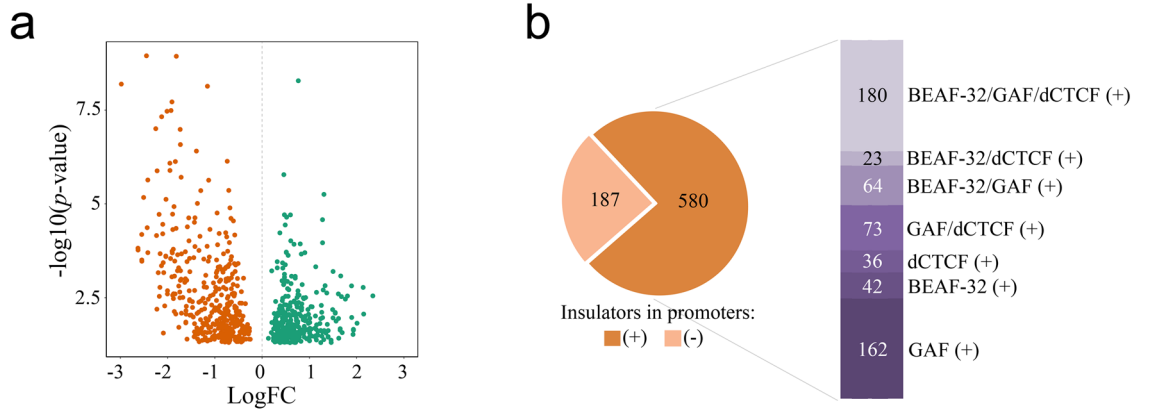 a
7.5
5
2.5
-log10(p-value)
-3 -2 -1 0 1 2 3
LogFC
b
187
580
Insulators in promoters:
(+) (-)
180 BEAF-32/GAF/dCTCF (+)
23 BEAF-32/dCTCF (+)
64 BEAF-32/GAF (+)
73 GAF/dCTCF (+)
36 dCTCF (+)
42 BEAF-32 (+)
162 GAF (+)